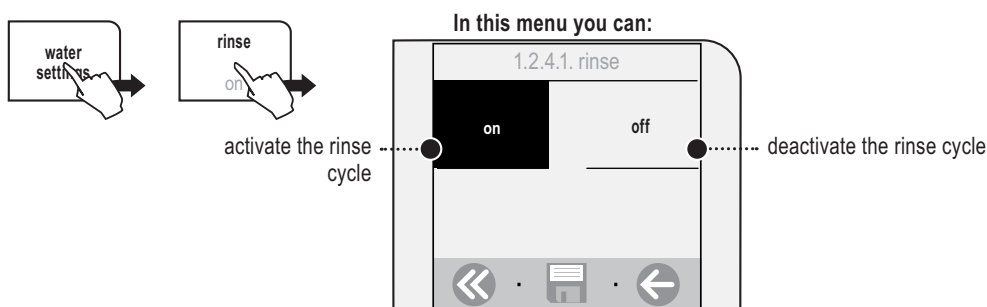 In this menu you can:
water
settings
rinse
on
1.2.4.1. rinse
on
off
activate the rinse
cycle
deactivate the rinse cycle